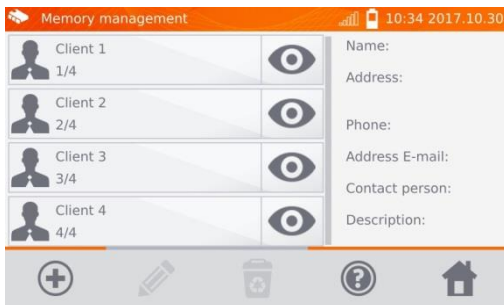 Memory management
10:34 2017.10.30
Client 1
1/4
Client 2
2/4
Client 3
3/4
Client 4
4/4
Name:
Address:
Phone:
Address E-mail:
Contact person:
Description: